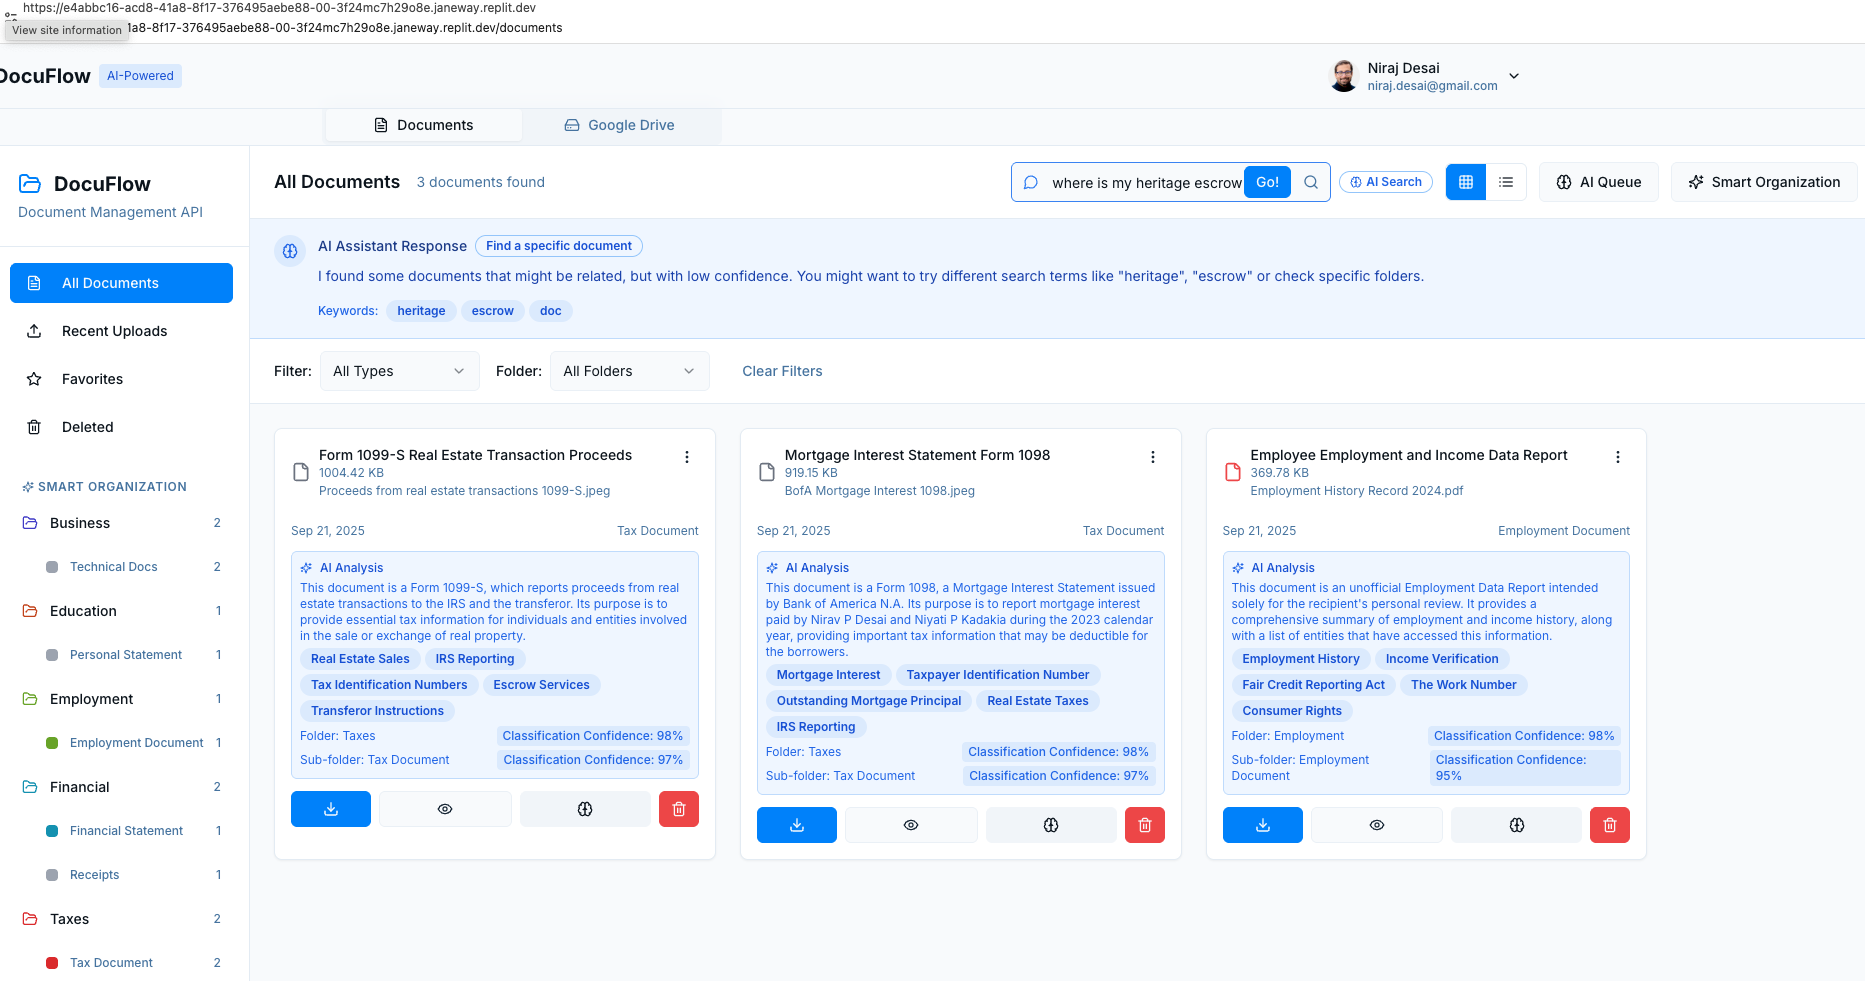 https://e4abbc16-acd8-41a8-8f17-376495aebe88-00-3f24mc7h29o8e.janeway.replit.dev
View site information
1a8-8f17-376495aebe88-00-3f24mc7h29o8e.janeway.replit.dev/documents
DocuFlow AI-Powered
Niraj Desai
niraj.desai@gmail.com
Documents Google Drive
DocuFlow
Document Management API
All Documents
Recent Uploads
Favorites
Deleted
SMART ORGANIZATION
Business 2
Technical Docs 2
Education 1
Personal Statement 1
Employment 1
Employment Document 1
Financial 2
Financial Statement 1
Receipts 1
Taxes 2
Tax Document 2
All Documents 3 documents found
where is my heritage escrow Go! AI Search AI Queue Smart Organization
AI Assistant Response Find a specific document
I found some documents that might be related, but with low confidence. You might want to try different search terms like "heritage", "escrow" or check specific folders.
Keywords: heritage escrow doc
Filter: All Types Folder: All Folders Clear Filters
Form 1099-S Real Estate Transaction Proceeds
1004.42 KB
Proceeds from real estate transactions 1099-S.jpeg
Sep 21, 2025 Tax Document
AI Analysis
This document is a Form 1099-S, which reports proceeds from real
estate transactions to the IRS and the transferor. Its purpose is to
provide essential tax information for individuals and entities involved
in the sale or exchange of real property.
Real Estate Sales IRS Reporting
Tax Identification Numbers Escrow Services
Transferor Instructions
Folder: Taxes Classification Confidence: 98%
Sub-folder: Tax Document Classification Confidence: 97%
Mortgage Interest Statement Form 1098
919.15 KB
BofA Mortgage Interest 1098.jpeg
Sep 21, 2025 Tax Document
AI Analysis
This document is a Form 1098, a Mortgage Interest Statement issued
by Bank of America N.A. Its purpose is to report mortgage interest
paid by Nirav P Desai and Niyati P Kadakia during the 2023 calendar
year, providing important tax information that may be deductible for
the borrowers.
Mortgage Interest Taxpayer Identification Number
Outstanding Mortgage Principal Real Estate Taxes
IRS Reporting
Folder: Taxes Classification Confidence: 98%
Sub-folder: Tax Document Classification Confidence: 97%
Employee Employment and Income Data Report
369.78 KB
Employment History Record 2024.pdf
Sep 21, 2025 Employment Document
AI Analysis
This document is an unofficial Employment Data Report intended
solely for the recipient's personal review. It provides a
comprehensive summary of employment and income history, along
with a list of entities that have accessed this information.
Employment History Income Verification
Fair Credit Reporting Act The Work Number
Consumer Rights
Folder: Employment Classification Confidence: 98%
Sub-folder: Employment Classification Confidence:
Document 95%